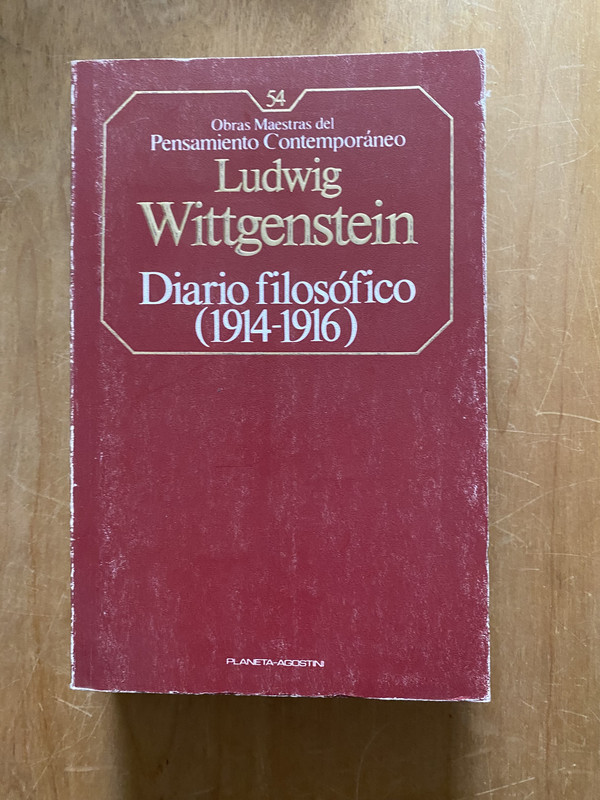 54
Obras Maestras del
Pensamiento Contemporáneo
Ludwig
Wittgenstein
Diario filosófico
(1914-1916)
PLANETA-AGOSTINI